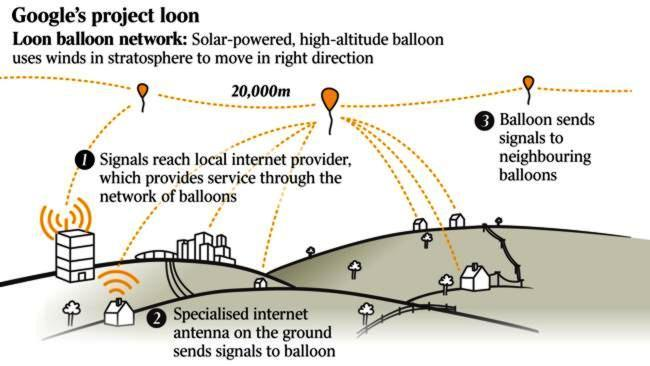 Google's project loon
Loon balloon network: Solar-powered, high-altitude balloon
uses winds in stratosphere to move in right direction
20,000m
3 Balloon sends
signals to
neighbouring
balloons
1 Signals reach local internet provider,
which provides service through the
network of balloons
2 Specialised internet
antenna on the ground
sends signals to balloon